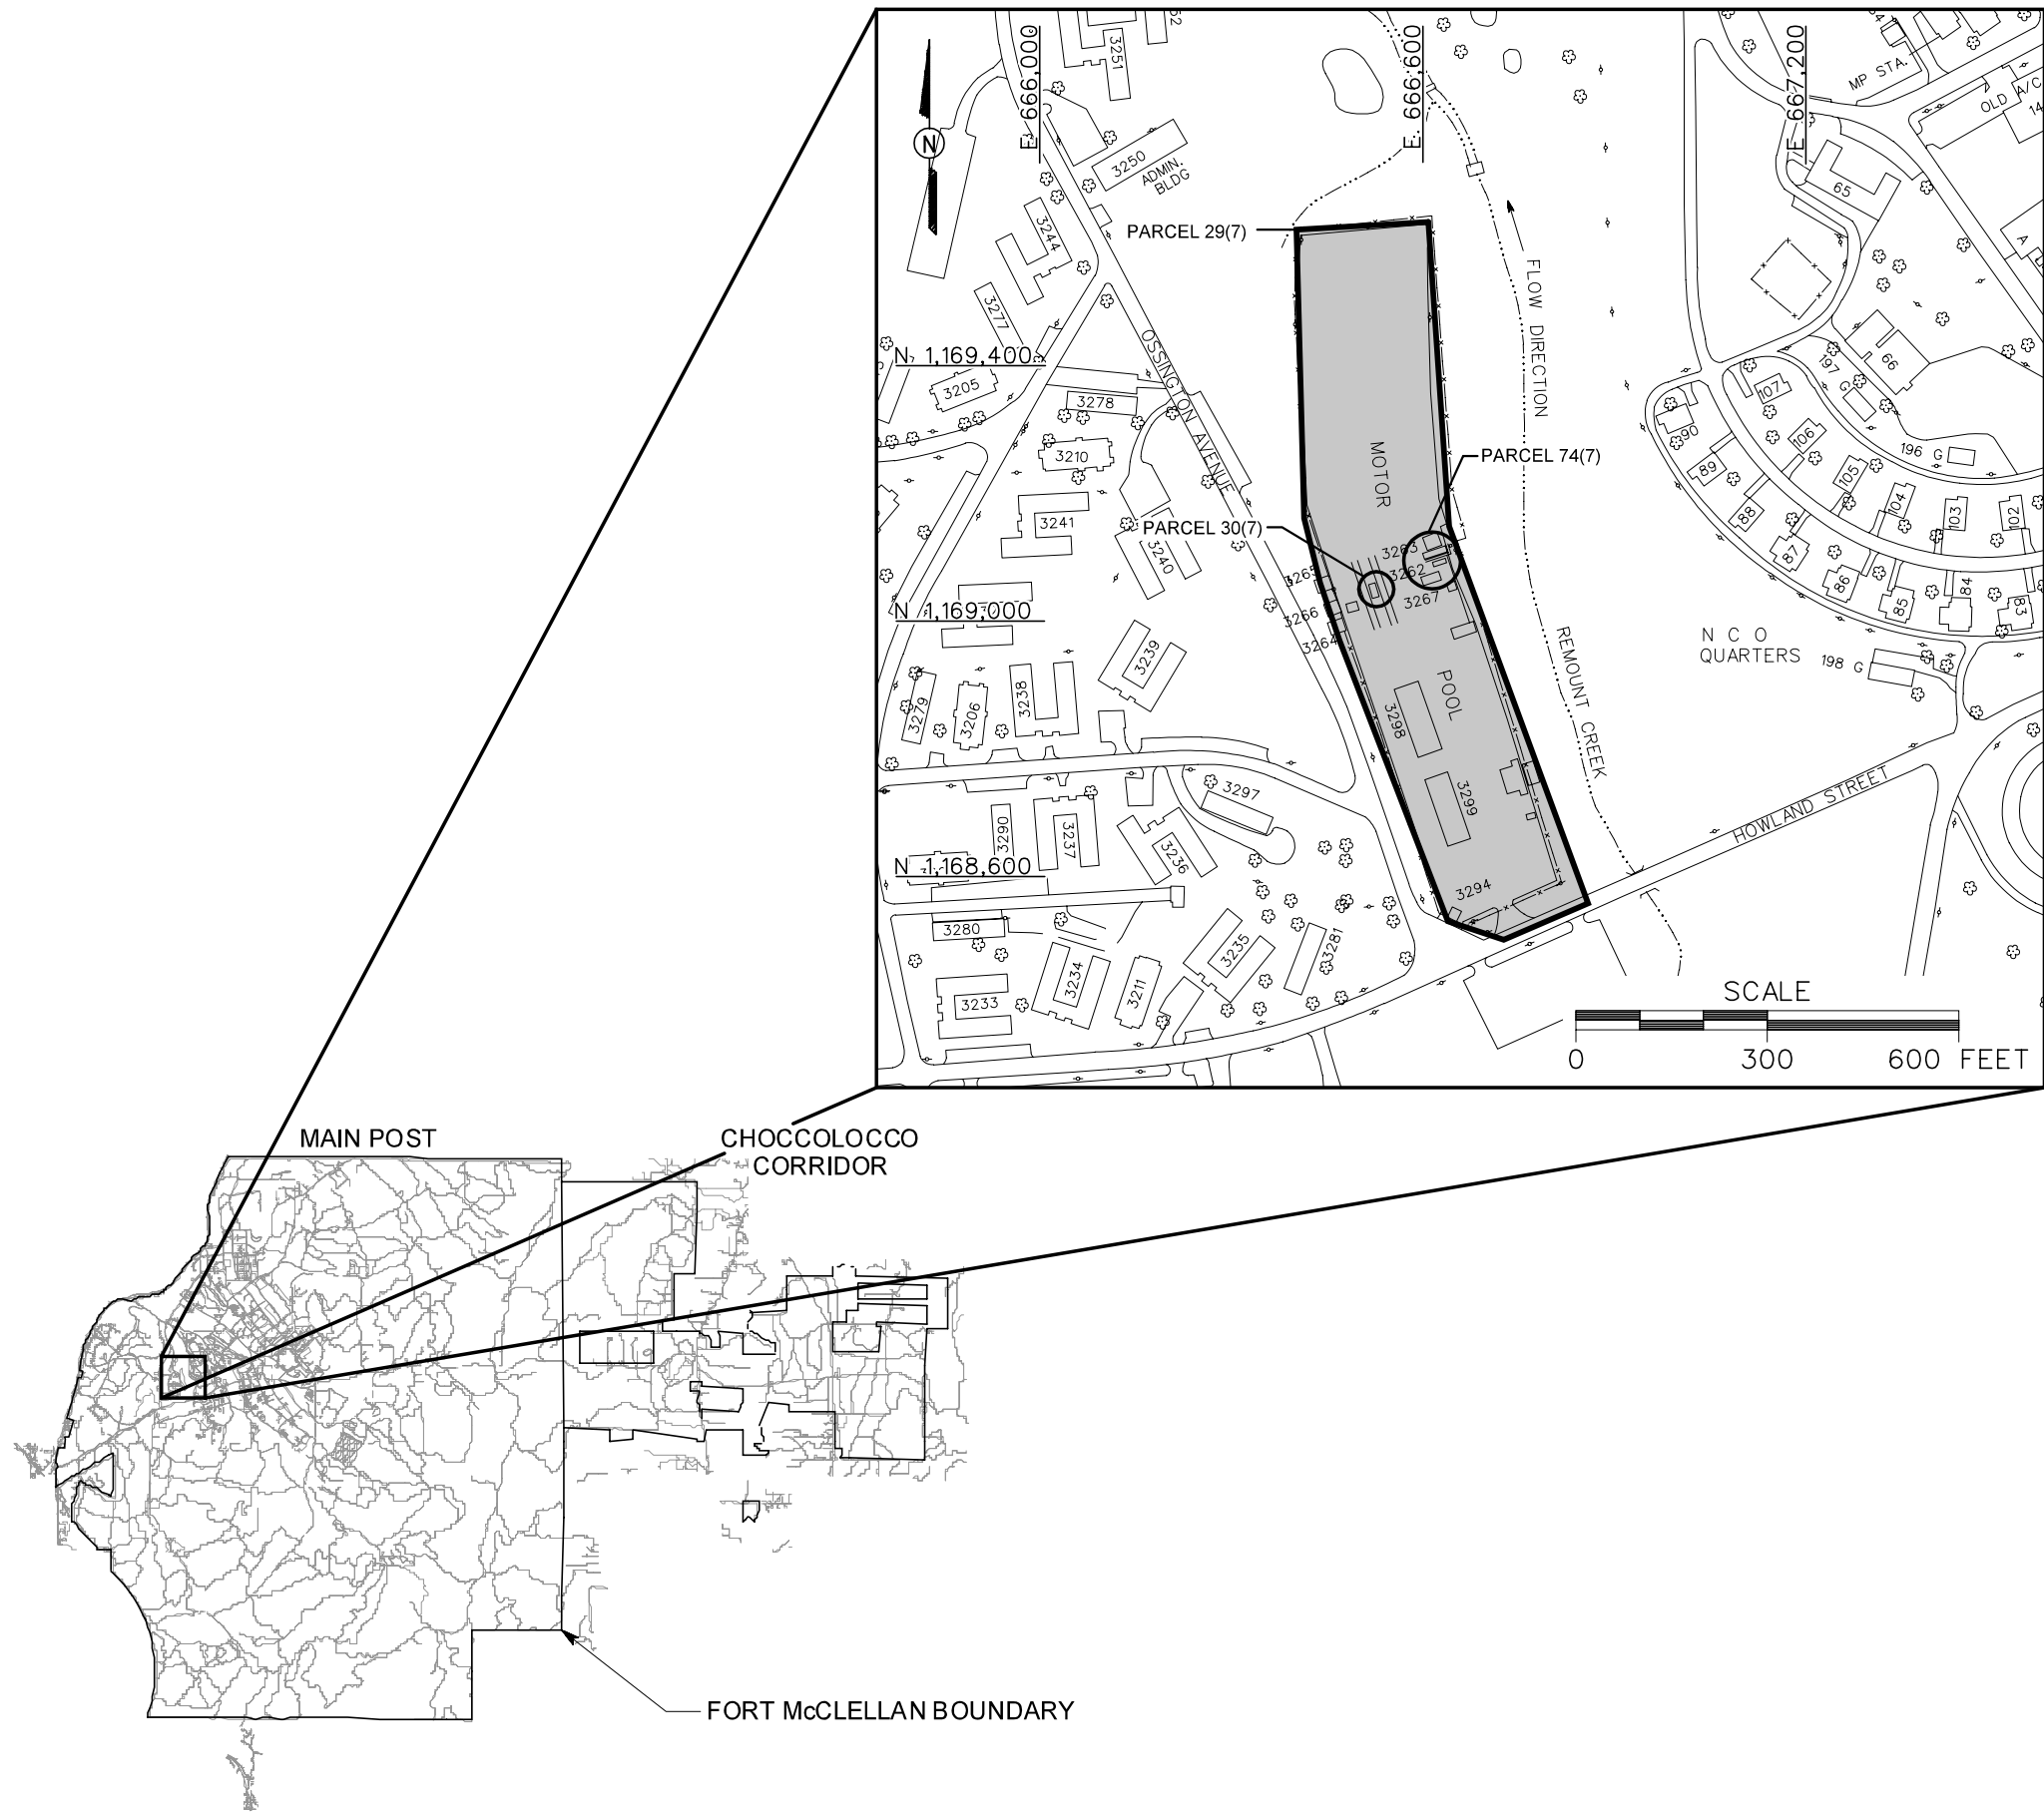 3251
E 666,000
E 666,600
E 667,200
MP STA.
OLD A/C
N
3250
ADMIN.
BLDG
65
3244
PARCEL 29(7)
3277
FLOW DIRECTION
OSSINGTON AVENUE
N 1,169,400
3205
3278
66
197 G
107
90
106
196 G
3210
MOTOR
PARCEL 74(7)
89
105
104
103
102
88
3241
PARCEL 30(7)
3240
3263
3262
3265
3267
87
86
85
84
83
N 1,169,000
3266
3264
REMOUNT CREEK
N C O
QUARTERS
198 G
3239
3238
3279
3206
POOL
3298
3297
3299
HOWLAND STREET
3290
3237
3236
N 1,168,600
3294
3280
3235
3281
3234
3211
3233
SCALE
0 300 600 FEET
MAIN POST
CHOCCOLOCCO
CORRIDOR
FORT McCLELLAN BOUNDARY